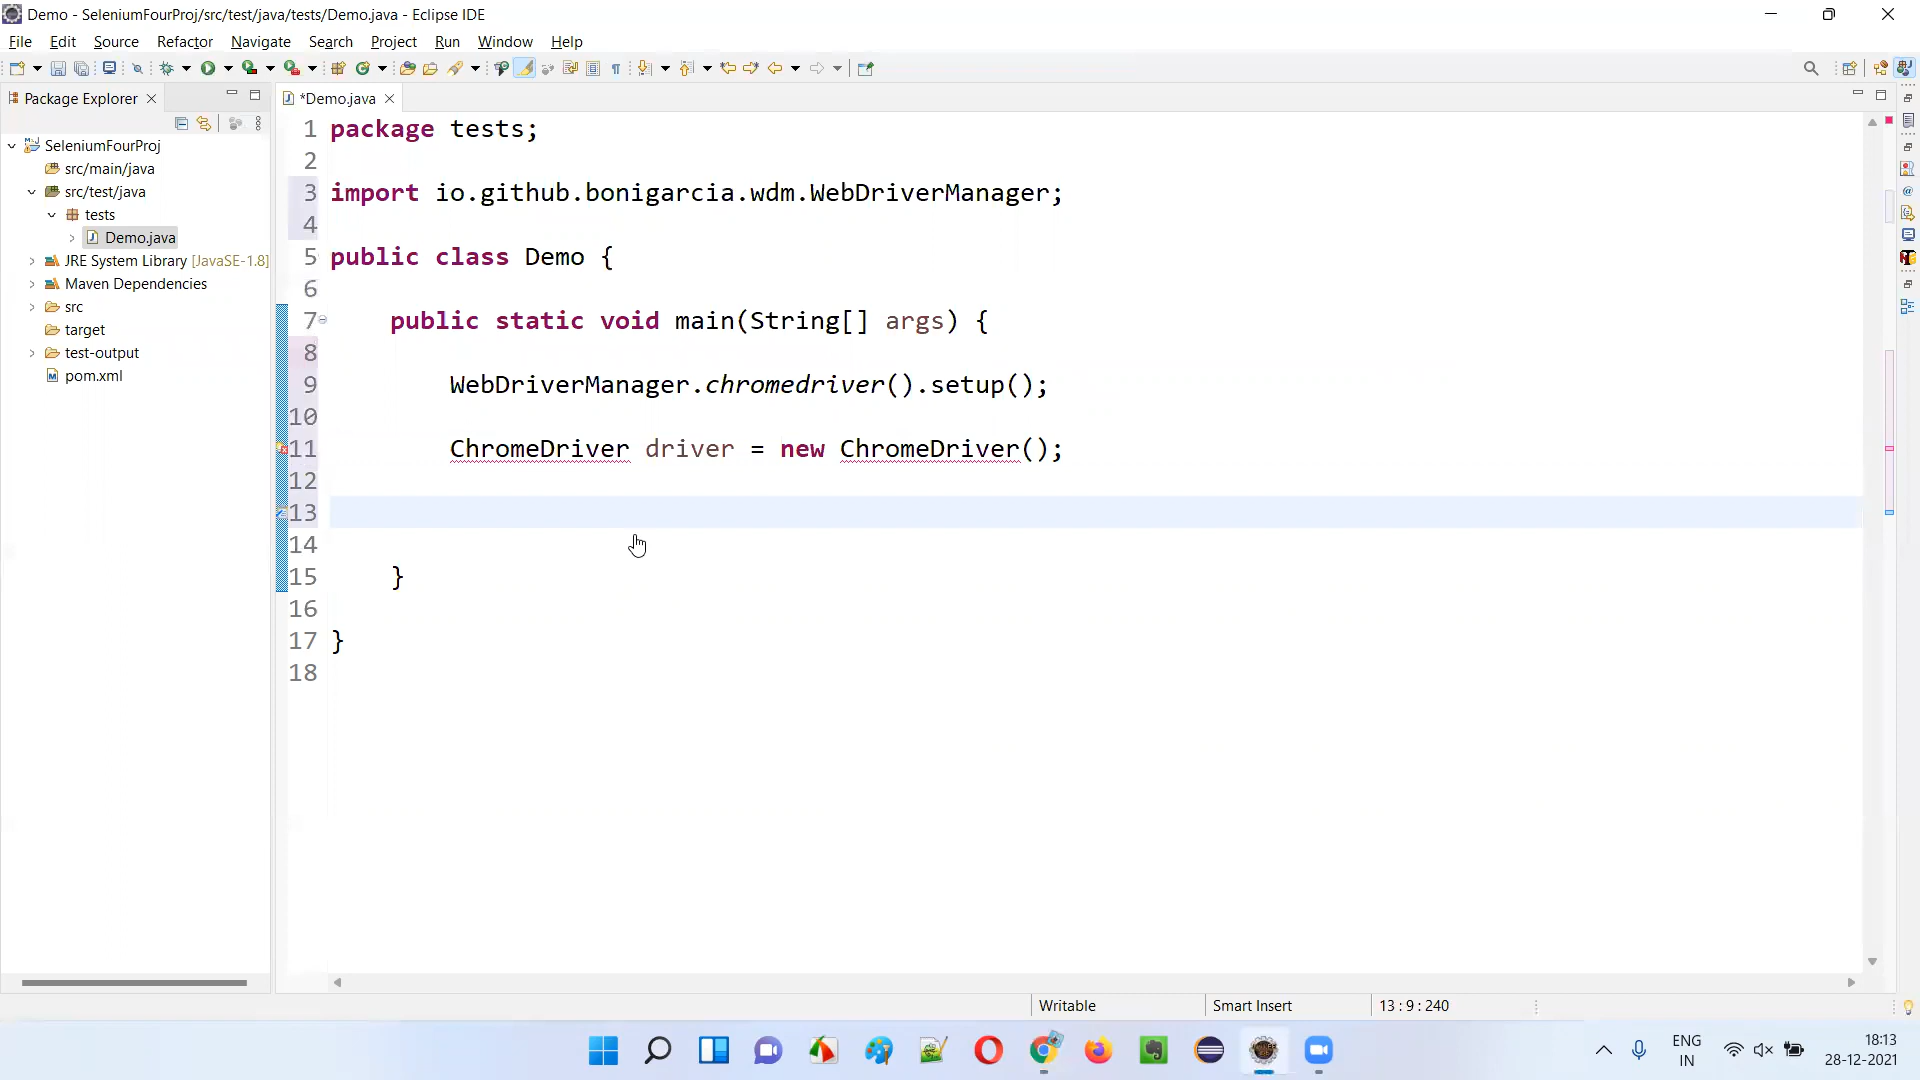 Demo - SeleniumFourProj/src/test/java/tests/Demo.java - Eclipse IDE
File Edit Source Refactor Navigate Search Project Run Window Help
Package Explorer
*Demo.java
SeleniumFourProj
src/main/java
src/test/java
tests
Demo.java
JRE System Library [JavaSE-1.8]
Maven Dependencies
src
target
test-output
pom.xml
1 package tests;
2
3 import io.github.bonigarcia.wdm.WebDriverManager;
4
5 public class Demo {
6
7 public static void main(String[] args) {
8
9 WebDriverManager.chromedriver().setup();
10
11 ChromeDriver driver = new ChromeDriver();
12
13
14
15 }
16
17 }
18
Writable Smart Insert 13 : 9 : 240
ENG
IN
18:13
28-12-2021